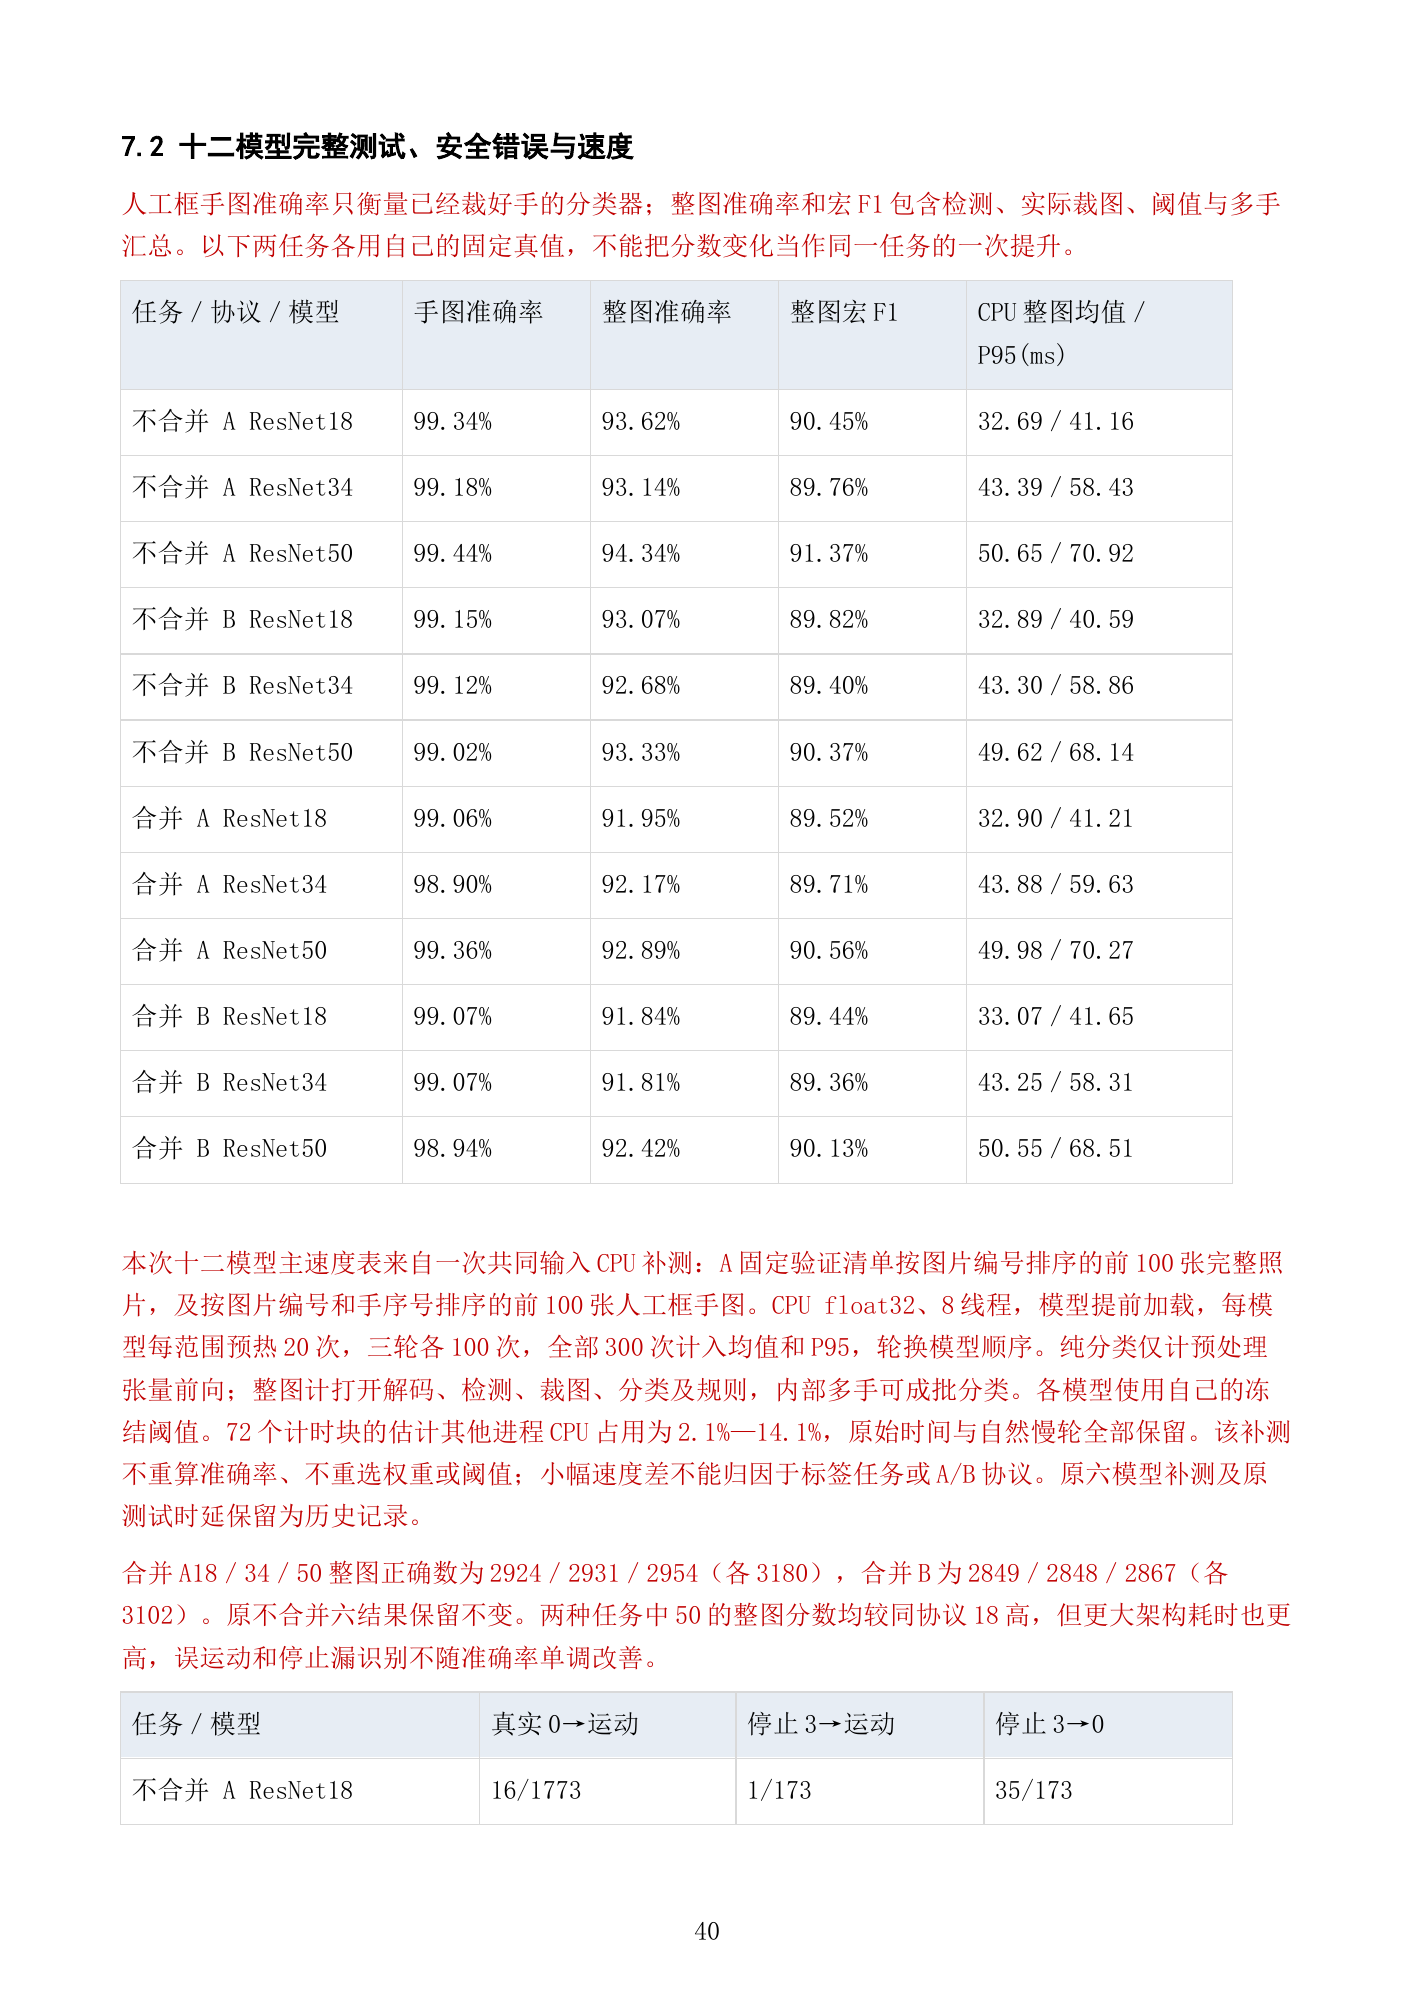 7.2 十二模型完整测试、安全错误与速度
人工框手图准确率只衡量已经裁好手的分类器；整图准确率和宏 F1 包含检测、实际裁图、阈值与多手
汇总。以下两任务各用自己的固定真值，不能把分数变化当作同一任务的一次提升。
任务／协议／模型 手图准确率 整图准确率 整图宏 F1 CPU 整图均值／
P95(ms)
不合并 A ResNet18 99.34% 93.62% 90.45% 32.69／41.16
不合并 A ResNet34 99.18% 93.14% 89.76% 43.39／58.43
不合并 A ResNet50 99.44% 94.34% 91.37% 50.65／70.92
不合并 B ResNet18 99.15% 93.07% 89.82% 32.89／40.59
不合并 B ResNet34 99.12% 92.68% 89.40% 43.30／58.86
不合并 B ResNet50 99.02% 93.33% 90.37% 49.62／68.14
合并 A ResNet18 99.06% 91.95% 89.52% 32.90／41.21
合并 A ResNet34 98.90% 92.17% 89.71% 43.88／59.63
合并 A ResNet50 99.36% 92.89% 90.56% 49.98／70.27
合并 B ResNet18 99.07% 91.84% 89.44% 33.07／41.65
合并 B ResNet34 99.07% 91.81% 89.36% 43.25／58.31
合并 B ResNet50 98.94% 92.42% 90.13% 50.55／68.51
本次十二模型主速度表来自一次共同输入 CPU 补测：A 固定验证清单按图片编号排序的前 100 张完整照
片，及按图片编号和手序号排序的前 100 张人工框手图。CPU float32、8 线程，模型提前加载，每模
型每范围预热 20 次，三轮各 100 次，全部 300 次计入均值和 P95，轮换模型顺序。纯分类仅计预处理
张量前向；整图计打开解码、检测、裁图、分类及规则，内部多手可成批分类。各模型使用自己的冻
结阈值。72 个计时块的估计其他进程 CPU 占用为 2.1%—14.1%，原始时间与自然慢轮全部保留。该补测
不重算准确率、不重选权重或阈值；小幅速度差不能归因于标签任务或 A/B 协议。原六模型补测及原
测试时延保留为历史记录。
合并 A18／34／50 整图正确数为 2924／2931／2954（各 3180），合并 B 为 2849／2848／2867（各
3102）。原不合并六结果保留不变。两种任务中 50 的整图分数均较同协议 18 高，但更大架构耗时也更
高，误运动和停止漏识别不随准确率单调改善。
任务／模型 真实 0→运动 停止 3→运动 停止 3→0
不合并 A ResNet18 16/1773 1/173 35/173
40